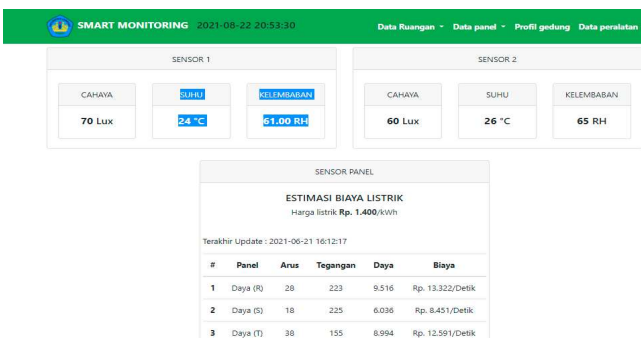 SMART MONITORING 2021-08-22 20:53:30 Data Ruangan Data panel Profil gedung Data peralatan
SENSOR 1
CAHAYA SUHU KELEMBABAN
70 Lux 24 °C 61.00 RH
SENSOR 2
CAHAYA SUHU KELEMBABAN
60 Lux 26 °C 65 RH
SENSOR PANEL
ESTIMASI BIAYA LISTRIK
Harga listrik Rp. 1.400/kWh
Terakhir Update : 2021-06-21 16:12:17
# Panel Arus Tegangan Daya Biaya
1 Daya (R) 28 223 9.516 Rp. 13.322/Detik
2 Daya (S) 18 225 6.036 Rp. 8.451/Detik
3 Daya (T) 38 155 8.994 Rp. 12.591/Detik